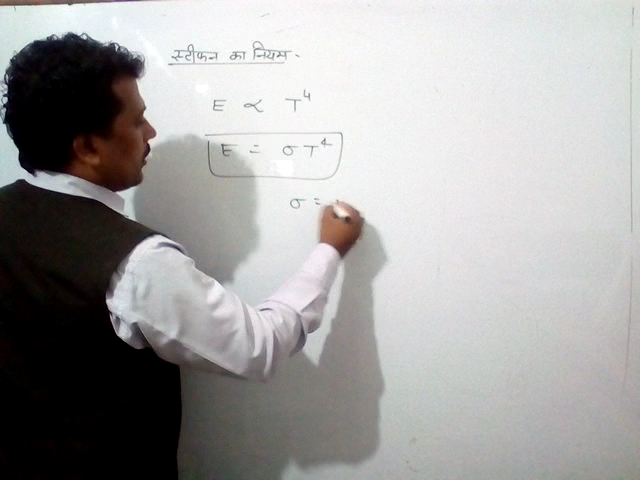 स्टीफन का नियम -
E ∝ T⁴
E = σT⁴
σ =